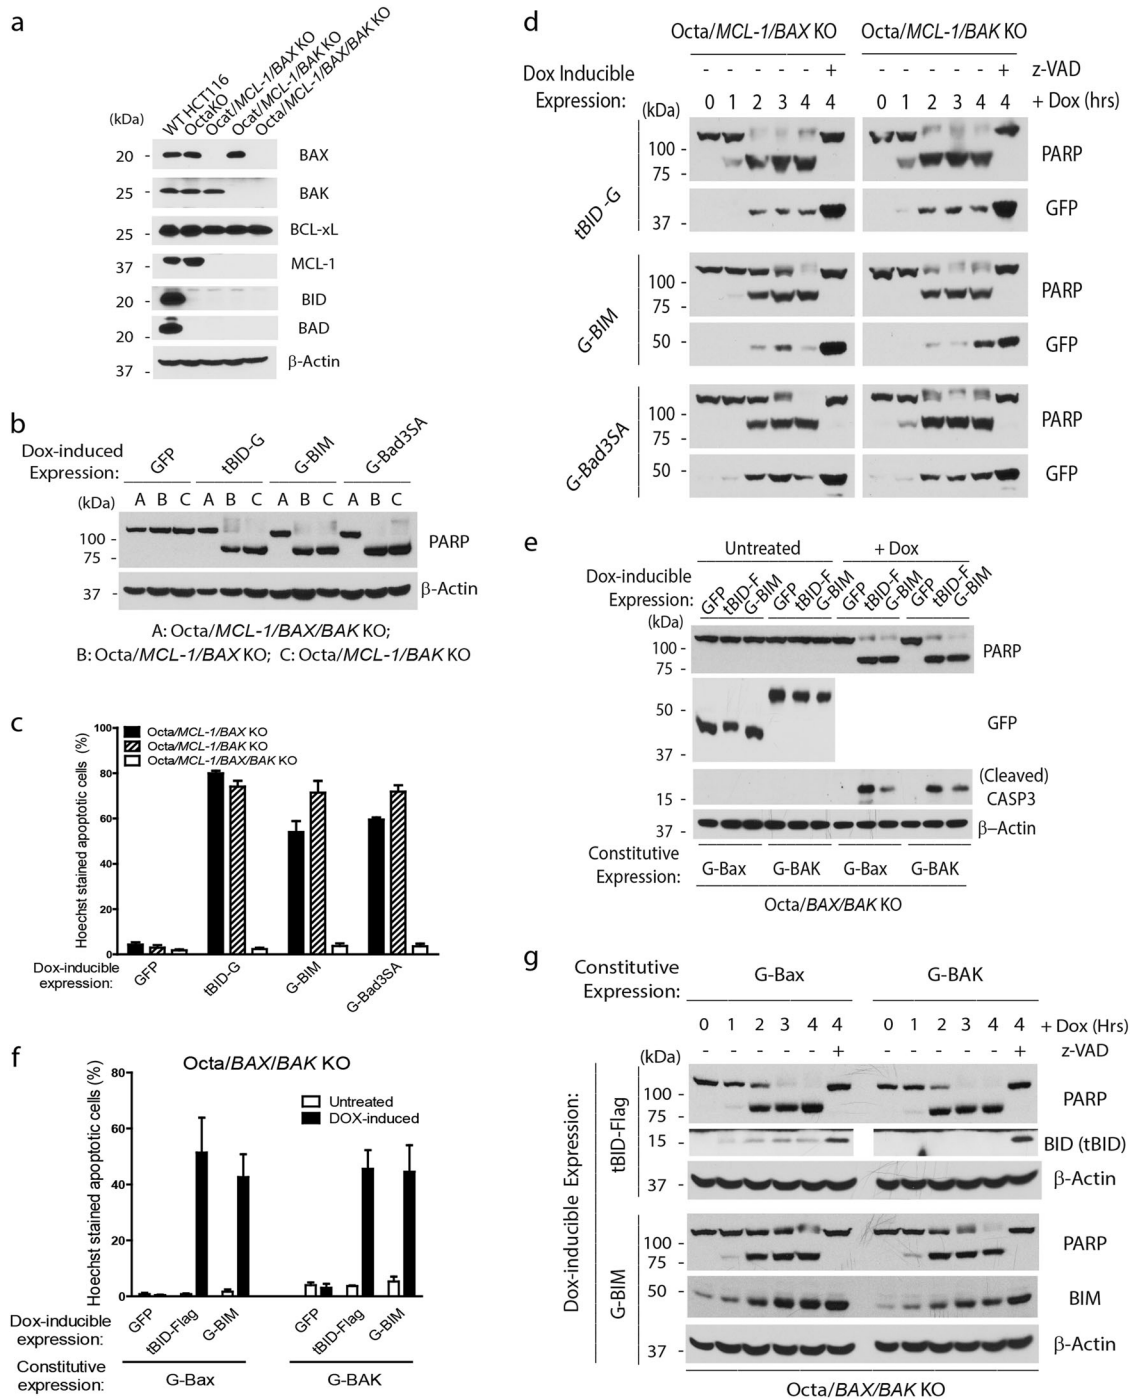 a
(kDa)
WT HCT116
OctaKO
Ocat/MCL-1/BAX KO
Ocat/MCL-1/BAK KO
Octa/MCL-1/BAX/BAK KO
20 - BAX
25 - BAK
25 - BCL-xL
37 - MCL-1
20 - BID
20 - BAD
37 - β-Actin
b
Dox-induced
Expression:
GFP tBID-G G-BIM G-Bad3SA
(kDa) A B C A B C A B C A B C
100 -
75 -
PARP
37 - β-Actin
A: Octa/MCL-1/BAX/BAK KO;
B: Octa/MCL-1/BAX KO; C: Octa/MCL-1/BAK KO
c
Hoechst stained apoptotic cells (%)
100
80
60
40
20
0
Octa/MCL-1/BAX KO
Octa/MCL-1/BAK KO
Octa/MCL-1/BAX/BAK KO
Dox-inducible
expression:
GFP tBID-G G-BIM G-Bad3SA
d
Octa/MCL-1/BAX KO Octa/MCL-1/BAK KO
Dox Inducible
Expression:
- - - - - + - - - - - + z-VAD
0 1 2 3 4 4 0 1 2 3 4 4 + Dox (hrs)
(kDa)
tBID -G
100 -
75 -
PARP
37 - GFP
G-BIM
100 -
75 -
PARP
50 - GFP
G-Bad3SA
100 -
75 -
PARP
50 - GFP
e
Untreated + Dox
Dox-inducible
Expression:
GFP tBID-F G-BIM GFP tBID-F G-BIM GFP tBID-F G-BIM GFP tBID-F G-BIM
(kDa)
100 -
75 -
PARP
50 -
37 -
GFP
15 -
(Cleaved)
CASP3
37 - β–Actin
Constitutive
Expression:
G-Bax G-BAK G-Bax G-BAK
Octa/BAX/BAK KO
f
Octa/BAX/BAK KO
Hoechst stained apoptotic cells (%)
80
60
40
20
0
Untreated
DOX-induced
Dox-inducible
expression:
GFP tBID-Flag G-BIM GFP tBID-Flag G-BIM
Constitutive
expression:
G-Bax G-BAK
g
Constitutive
Expression:
G-Bax G-BAK
0 1 2 3 4 4 0 1 2 3 4 4 + Dox (Hrs)
- - - - - + - - - - - + z-VAD
(kDa)
Dox-inducible Expression:
tBID-Flag
100 -
75 -
PARP
15 - BID (tBID)
37 - β-Actin
G-BIM
100 -
75 -
PARP
50 - BIM
37 - β-Actin
Octa/BAX/BAK KO